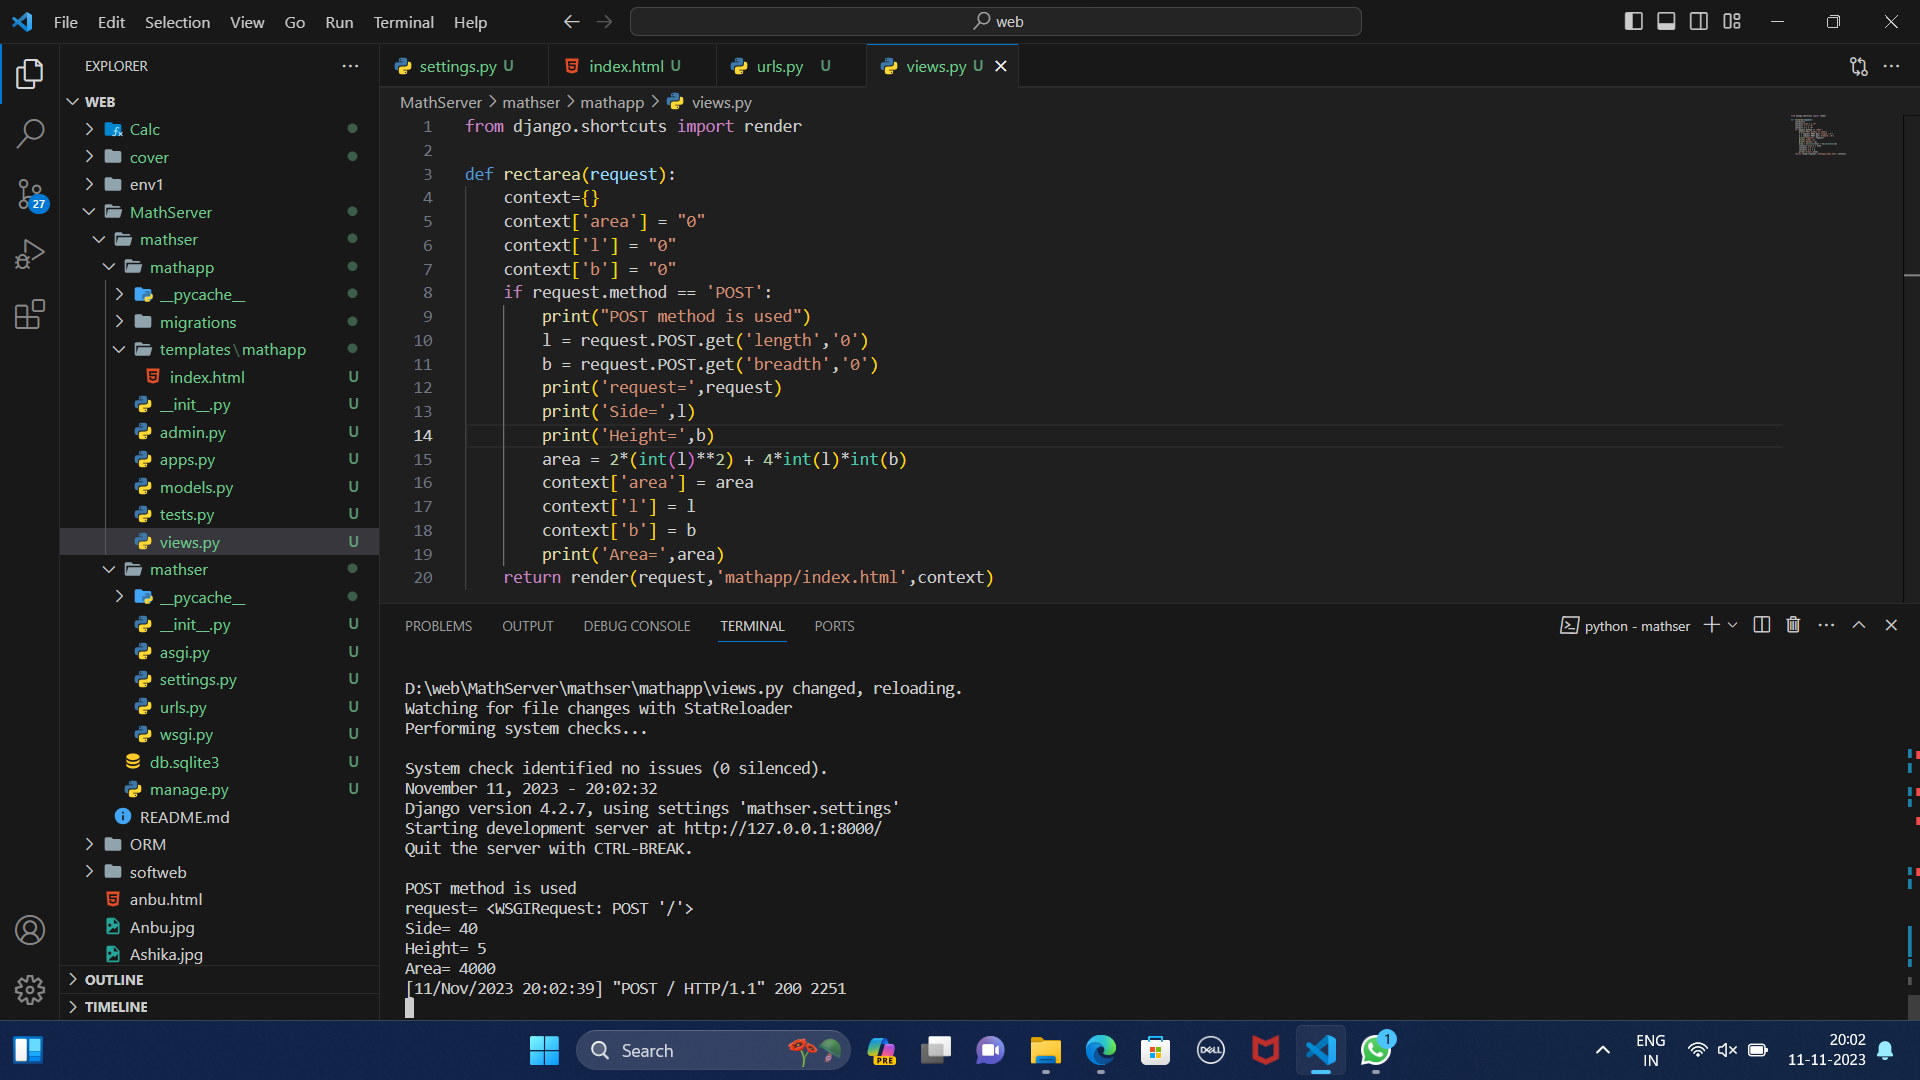 File Edit Selection View Go Run Terminal Help
web
EXPLORER
WEB
Calc
cover
env1
MathServer
mathser
mathapp
__pycache__
migrations
templates\mathapp
index.html U
__init__.py U
admin.py U
apps.py U
models.py U
tests.py U
views.py U
mathser
__pycache__
__init__.py U
asgi.py U
settings.py U
urls.py U
wsgi.py U
db.sqlite3 U
manage.py U
README.md
ORM
softweb
anbu.html
Anbu.jpg
Ashika.jpg
OUTLINE
TIMELINE
27
settings.py U index.html U urls.py U views.py U
MathServer > mathser > mathapp > views.py
1 from django.shortcuts import render
2
3 def rectarea(request):
4 context={}
5 context['area'] = "0"
6 context['l'] = "0"
7 context['b'] = "0"
8 if request.method == 'POST':
9 print("POST method is used")
10 l = request.POST.get('length','0')
11 b = request.POST.get('breadth','0')
12 print('request=',request)
13 print('Side=',l)
14 print('Height=',b)
15 area = 2*(int(l)**2) + 4*int(l)*int(b)
16 context['area'] = area
17 context['l'] = l
18 context['b'] = b
19 print('Area=',area)
20 return render(request,'mathapp/index.html',context)
PROBLEMS OUTPUT DEBUG CONSOLE TERMINAL PORTS
python - mathser
D:\web\MathServer\mathser\mathapp\views.py changed, reloading.
Watching for file changes with StatReloader
Performing system checks...
System check identified no issues (0 silenced).
November 11, 2023 - 20:02:32
Django version 4.2.7, using settings 'mathser.settings'
Starting development server at http://127.0.0.1:8000/
Quit the server with CTRL-BREAK.
POST method is used
request= <WSGIRequest: POST '/'>
Side= 40
Height= 5
Area= 4000
[11/Nov/2023 20:02:39] "POST / HTTP/1.1" 200 2251
Search
PRE
DELL
1
ENG
IN
20:02
11-11-2023